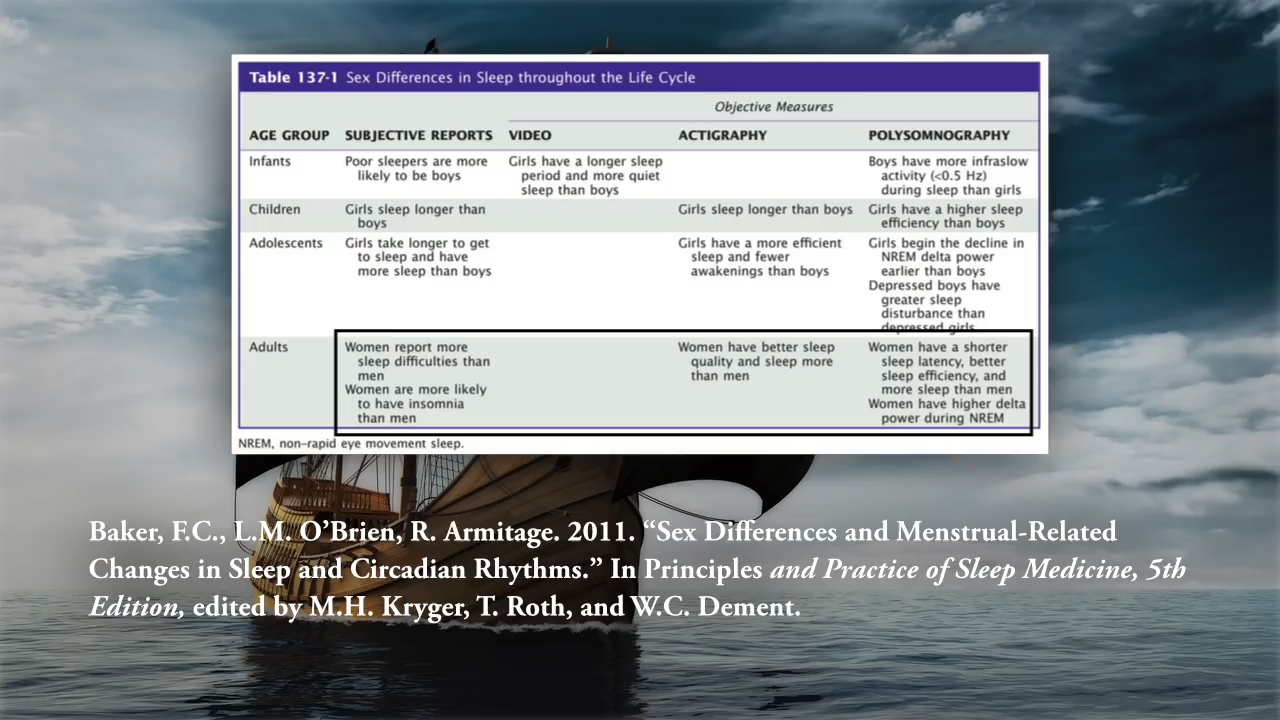 Table 137-1 Sex Differences in Sleep throughout the Life Cycle
Objective Measures
AGE GROUP SUBJECTIVE REPORTS VIDEO ACTIGRAPHY POLYSOMNOGRAPHY
Infants Poor sleepers are more Girls have a longer sleep Boys have more infraslow
likely to be boys period and more quiet activity (<0.5 Hz)
sleep than boys during sleep than girls
Children Girls sleep longer than Girls sleep longer than boys Girls have a higher sleep
boys efficiency than boys
Adolescents Girls take longer to get Girls have a more efficient Girls begin the decline in
to sleep and have sleep and fewer NREM delta power
more sleep than boys awakenings than boys earlier than boys
Depressed boys have
greater sleep
disturbance than
depressed girls
Adults Women report more Women have better sleep Women have a shorter
sleep difficulties than quality and sleep more sleep latency, better
men than men sleep efficiency, and
Women are more likely more sleep than men
to have insomnia Women have higher delta
than men power during NREM
NREM, non–rapid eye movement sleep.
Baker, F.C., L.M. O’Brien, R. Armitage. 2011. “Sex Differences and Menstrual-Related
Changes in Sleep and Circadian Rhythms.” In Principles and Practice of Sleep Medicine, 5th
Edition, edited by M.H. Kryger, T. Roth, and W.C. Dement.